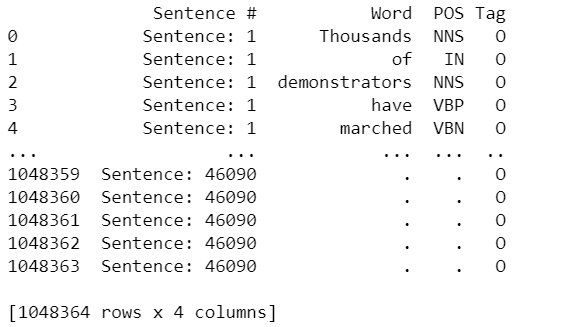 Sentence # Word POS Tag
0 Sentence: 1 Thousands NNS O
1 Sentence: 1 of IN O
2 Sentence: 1 demonstrators NNS O
3 Sentence: 1 have VBP O
4 Sentence: 1 marched VBN O
... ... ... ... ..
1048359 Sentence: 46090 . . O
1048360 Sentence: 46090 . . O
1048361 Sentence: 46090 . . O
1048362 Sentence: 46090 . . O
1048363 Sentence: 46090 . . O
[1048364 rows x 4 columns]